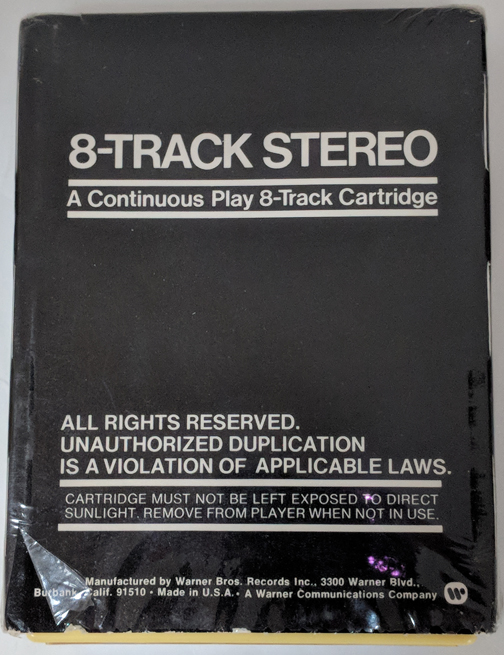 8-TRACK STEREO
A Continuous Play 8-Track Cartridge
ALL RIGHTS RESERVED.
UNAUTHORIZED DUPLICATION
IS A VIOLATION OF APPLICABLE LAWS.
CARTRIDGE MUST NOT BE LEFT EXPOSED TO DIRECT
SUNLIGHT. REMOVE FROM PLAYER WHEN NOT IN USE.
Manufactured by Warner Bros. Records Inc., 3300 Warner Blvd.,
Burbank, Calif. 91510 • Made in U.S.A. • A Warner Communications Company